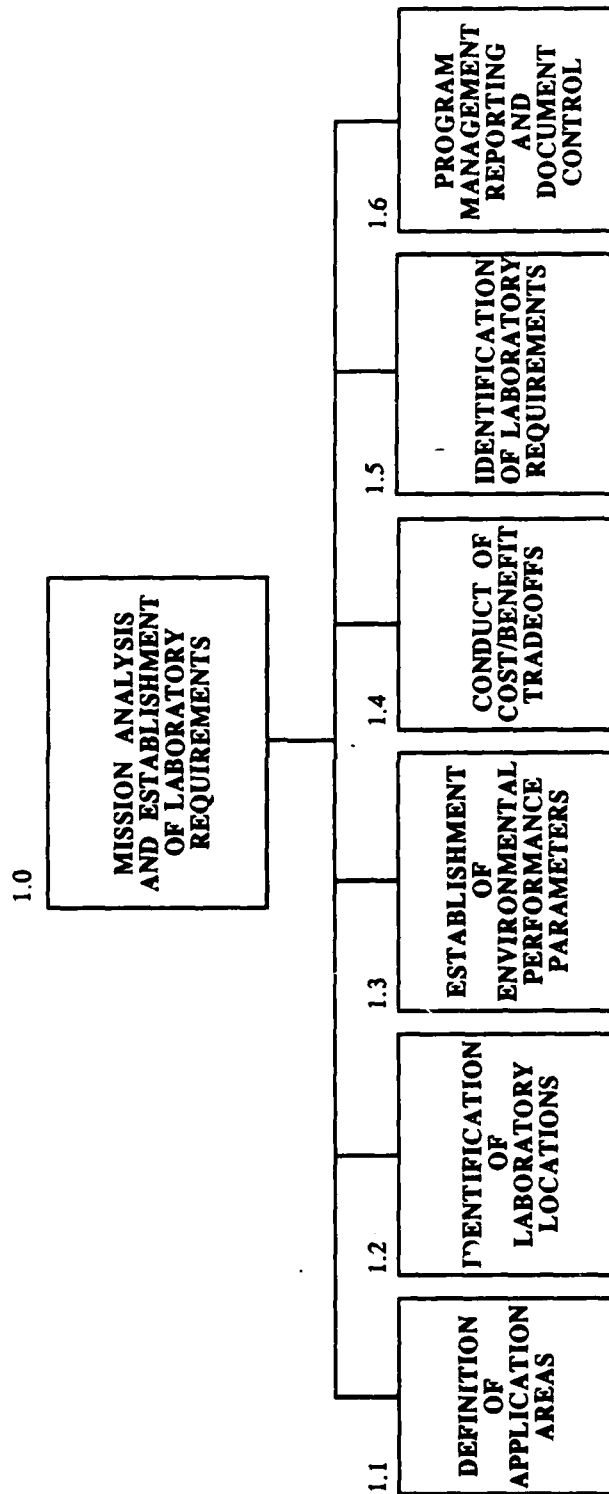 1.0
MISSION ANALYSIS
AND ESTABLISHMENT
OF LABORATORY
REQUIREMENTS
1.1
DEFINITION
OF
APPLICATION
AREAS
1.2
IDENTIFICATION
OF
LABORATORY
LOCATIONS
1.3
ESTABLISHMENT
OF
ENVIRONMENTAL
PERFORMANCE
PARAMETERS
1.4
CONDUCT OF
COST/BENEFIT
TRADEOFFS
1.5
IDENTIFICATION
OF LABORATORY
REQUIREMENTS
1.6
PROGRAM
MANAGEMENT
REPORTING
AND
DOCUMENT
CONTROL